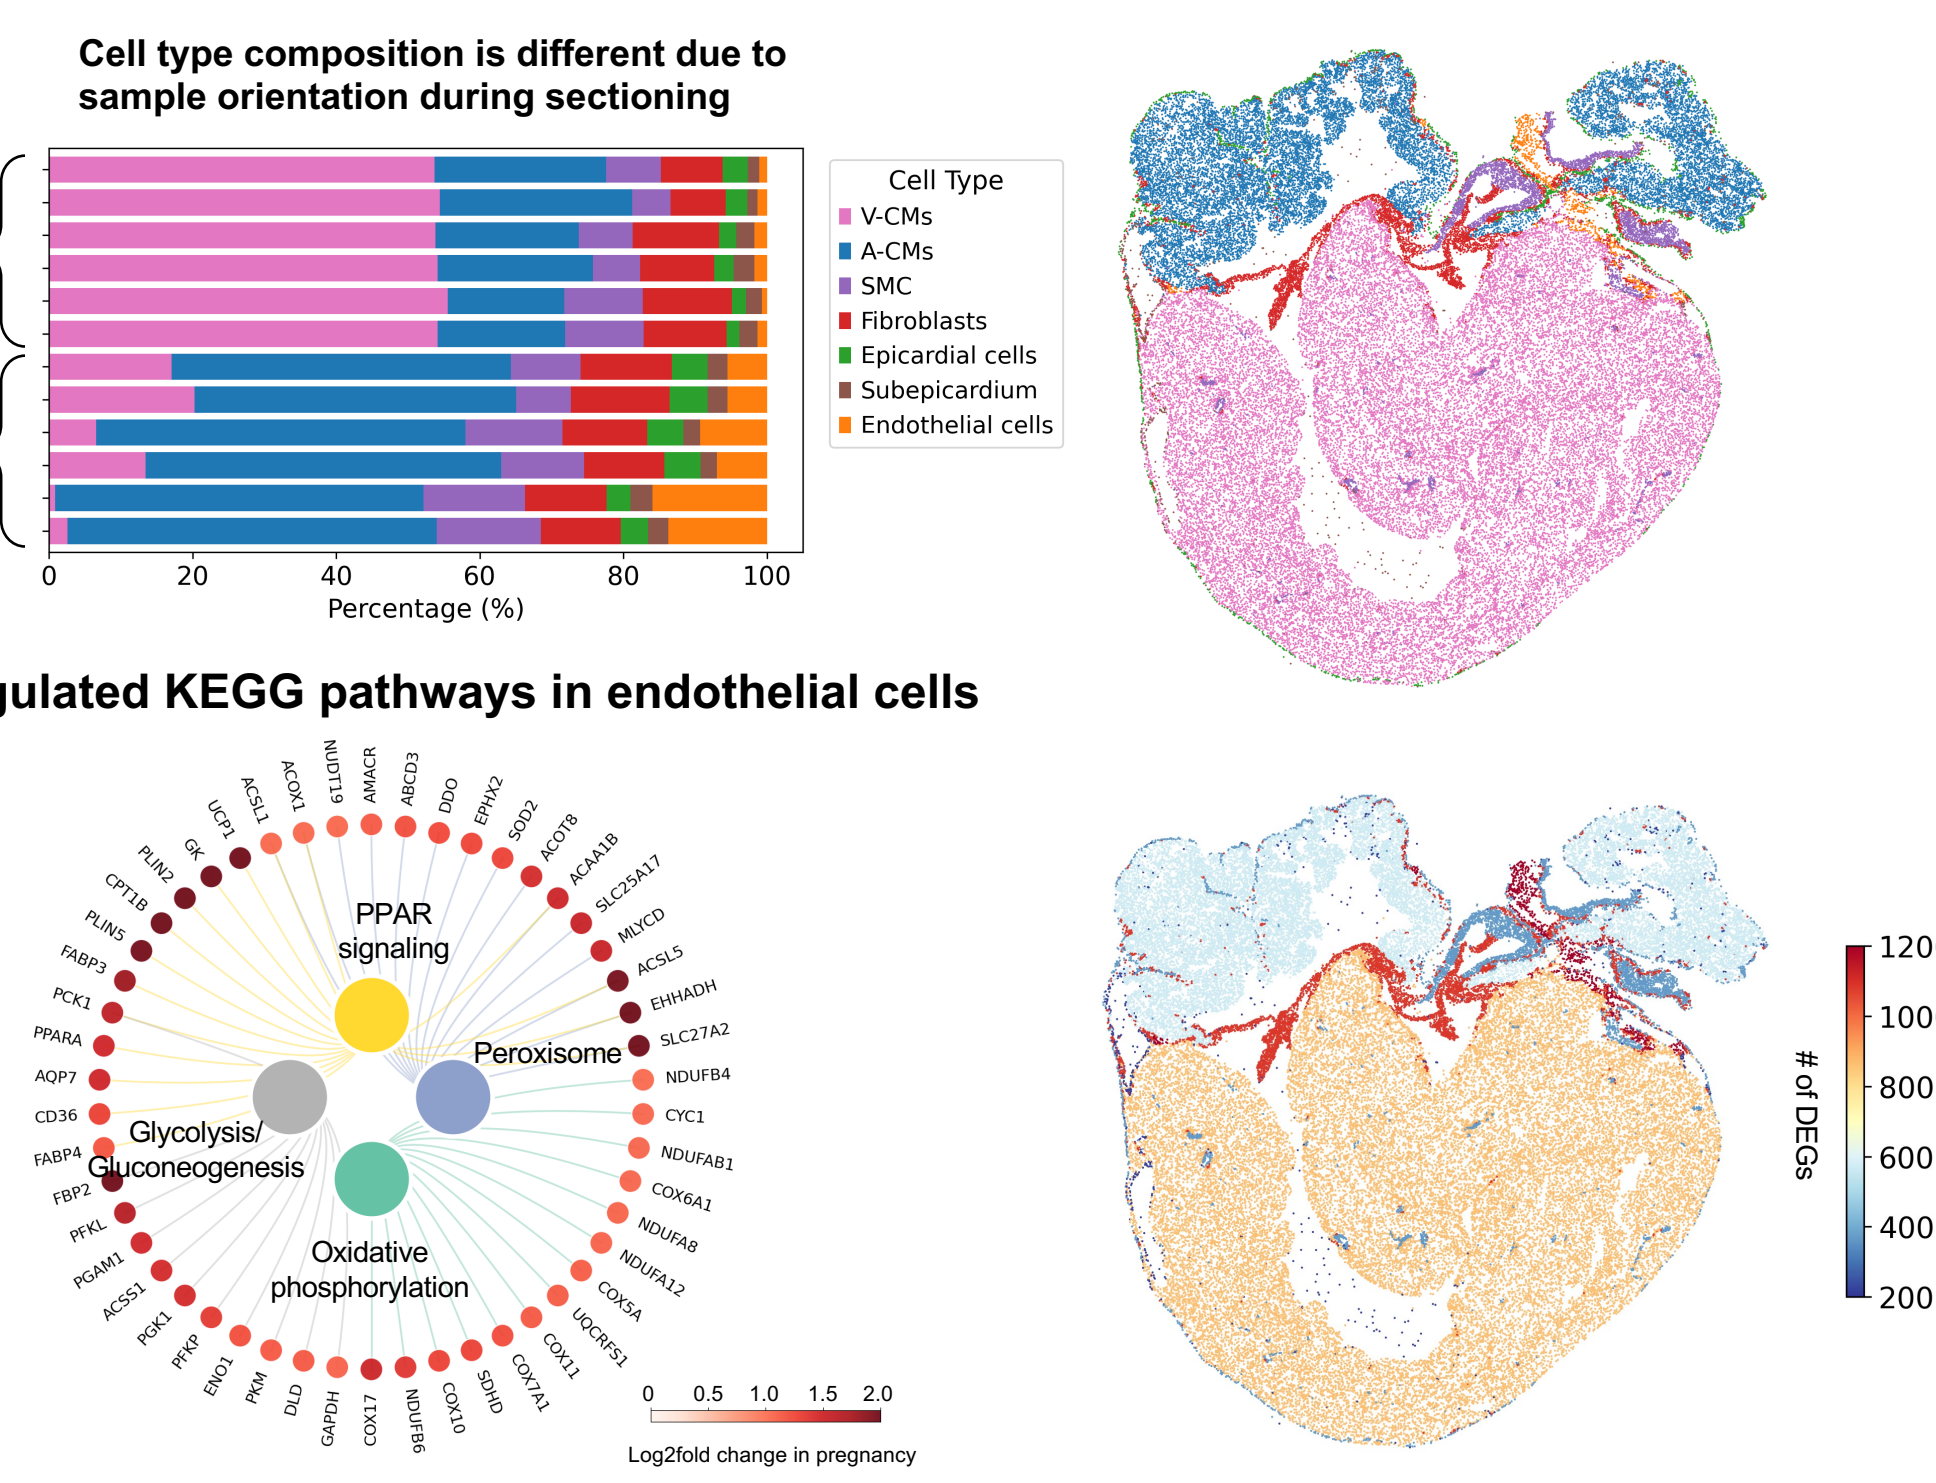 Cell type composition is different due to
sample orientation during sectioning
0 20 40 60 80 100
Percentage (%)
Cell Type
V-CMs
A-CMs
SMC
Fibroblasts
Epicardial cells
Subepicardium
Endothelial cells
gulated KEGG pathways in endothelial cells
ACSL1
ACOX1
NUDT19
AMACR
ABCD3
DDO
EPHX2
SOD2
ACOT8
ACAA1B
SLC25A17
MLYCD
ACSL5
EHHADH
SLC27A2
NDUFB4
CYC1
NDUFAB1
COX6A1
NDUFA8
NDUFA12
COX5A
UQCRFS1
COX11
COX7A1
SDHD
COX10
NDUFB6
COX17
GAPDH
DLD
PKM
ENO1
PFKP
PGK1
ACSS1
PGAM1
PFKL
FBP2
FABP4
CD36
AQP7
PPARA
PCK1
FABP3
PLIN5
CPT1B
PLIN2
GK
UCP1
PPAR
signaling
Peroxisome
Glycolysis/
Gluconeogenesis
Oxidative
phosphorylation
0 0.5 1.0 1.5 2.0
Log2fold change in pregnancy
120
100
800
600
400
200
# of DEGs